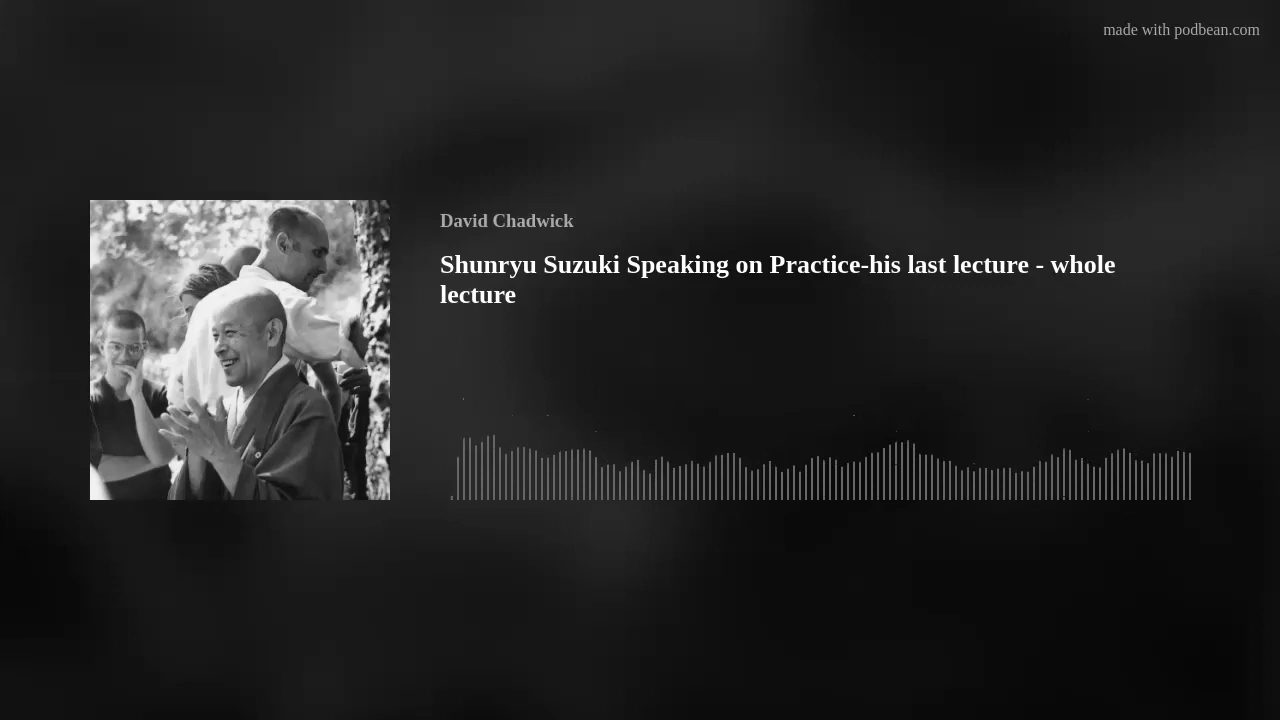 made with podbean.com
David Chadwick
Shunryu Suzuki Speaking on Practice-his last lecture - whole
lecture